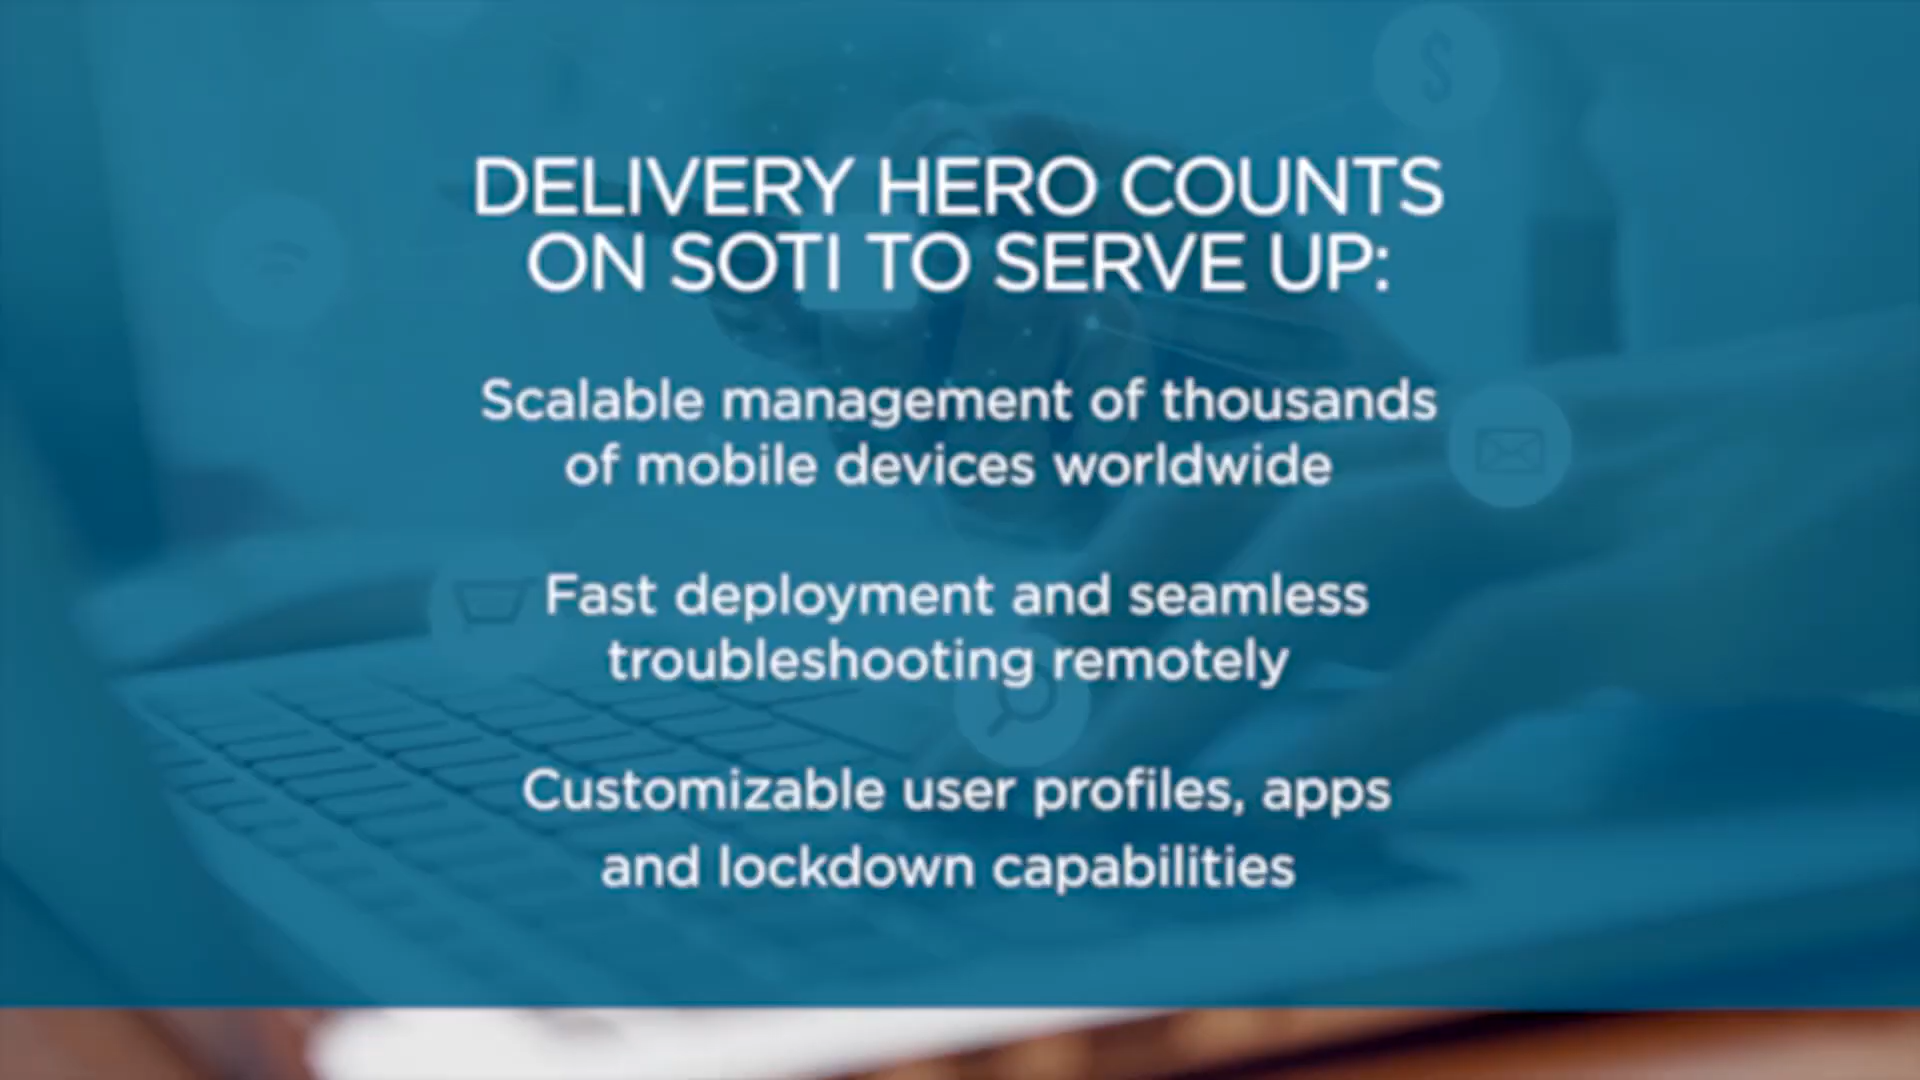 DELIVERY HERO COUNTS
ON SOTI TO SERVE UP:
Scalable management of thousands
of mobile devices worldwide
Fast deployment and seamless
troubleshooting remotely
Customizable user profiles, apps
and lockdown capabilities